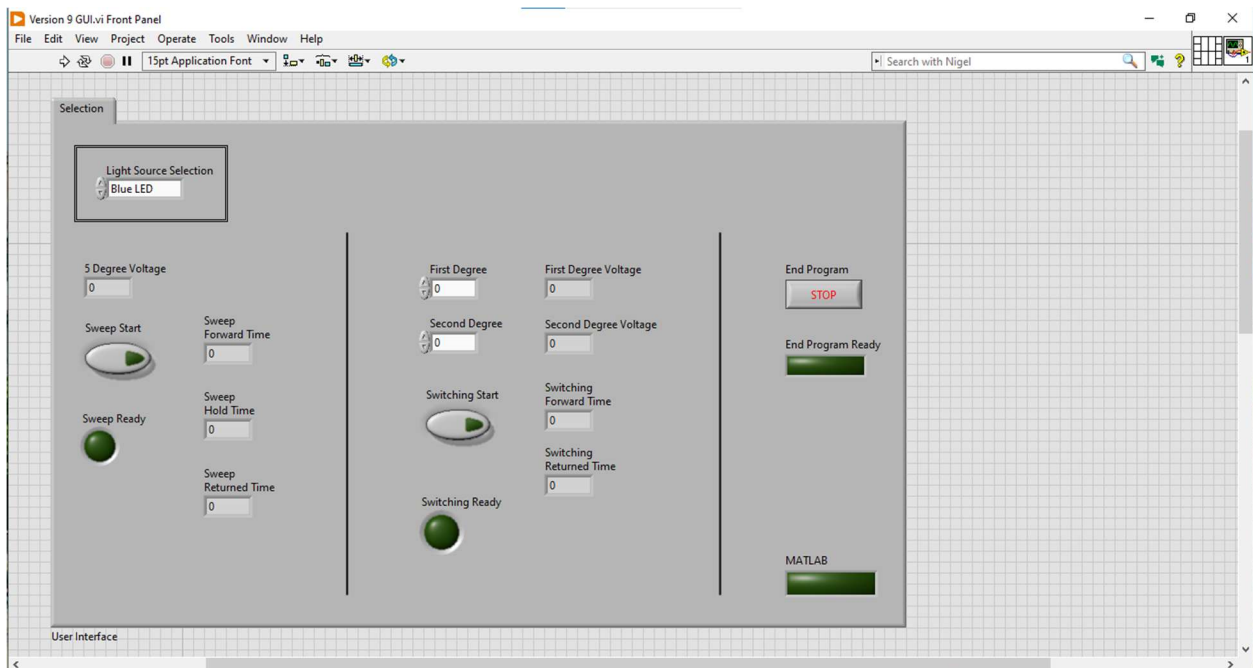 Version 9 GUI.vi Front Panel
File Edit View Project Operate Tools Window Help
15pt Application Font
Search with Nigel
1
Selection
Light Source Selection
Blue LED
5 Degree Voltage
0
Sweep Start
Sweep
Forward Time
0
Sweep
Hold Time
0
Sweep Ready
Sweep
Returned Time
0
First Degree
0
First Degree Voltage
0
Second Degree
0
Second Degree Voltage
0
Switching Start
Switching
Forward Time
0
Switching
Returned Time
0
Switching Ready
End Program
STOP
End Program Ready
MATLAB
User Interface